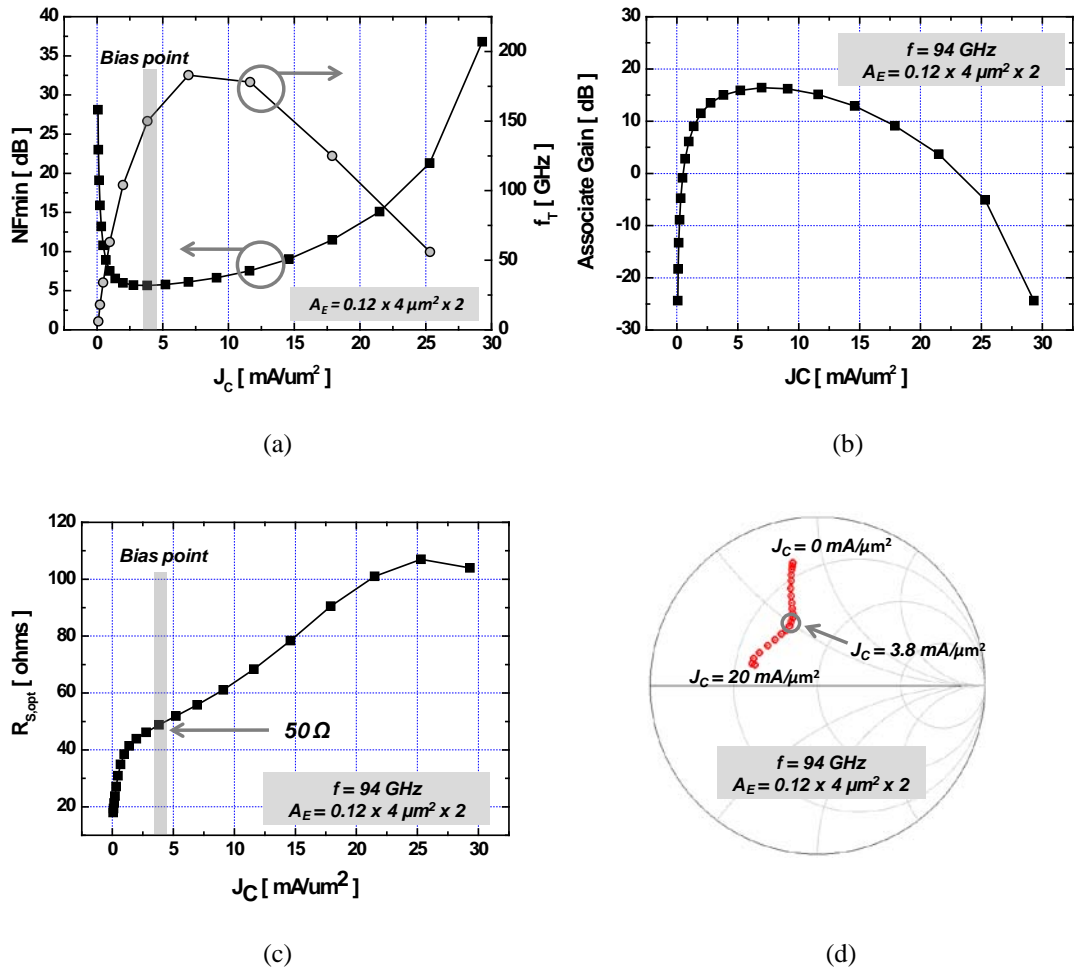 40
35
30
25
20
15
10
5
0
NFmin [ dB ]
Bias point
200
150
100
50
0
f_T [ GHz ]
A_E = 0.12 x 4 µm² x 2
0 5 10 15 20 25 30
J_C [ mA/um² ]
(a)
30
20
10
0
-10
-20
-30
Associate Gain [ dB ]
f = 94 GHz
A_E = 0.12 x 4 µm² x 2
0 5 10 15 20 25 30
JC [ mA/um² ]
(b)
120
100
80
60
40
20
R_S,opt [ ohms ]
Bias point
50 Ω
f = 94 GHz
A_E = 0.12 x 4 µm² x 2
0 5 10 15 20 25 30
J_C [ mA/um² ]
(c)
J_C = 0 mA/µm²
J_C = 3.8 mA/µm²
J_C = 20 mA/µm²
f = 94 GHz
A_E = 0.12 x 4 µm² x 2
(d)